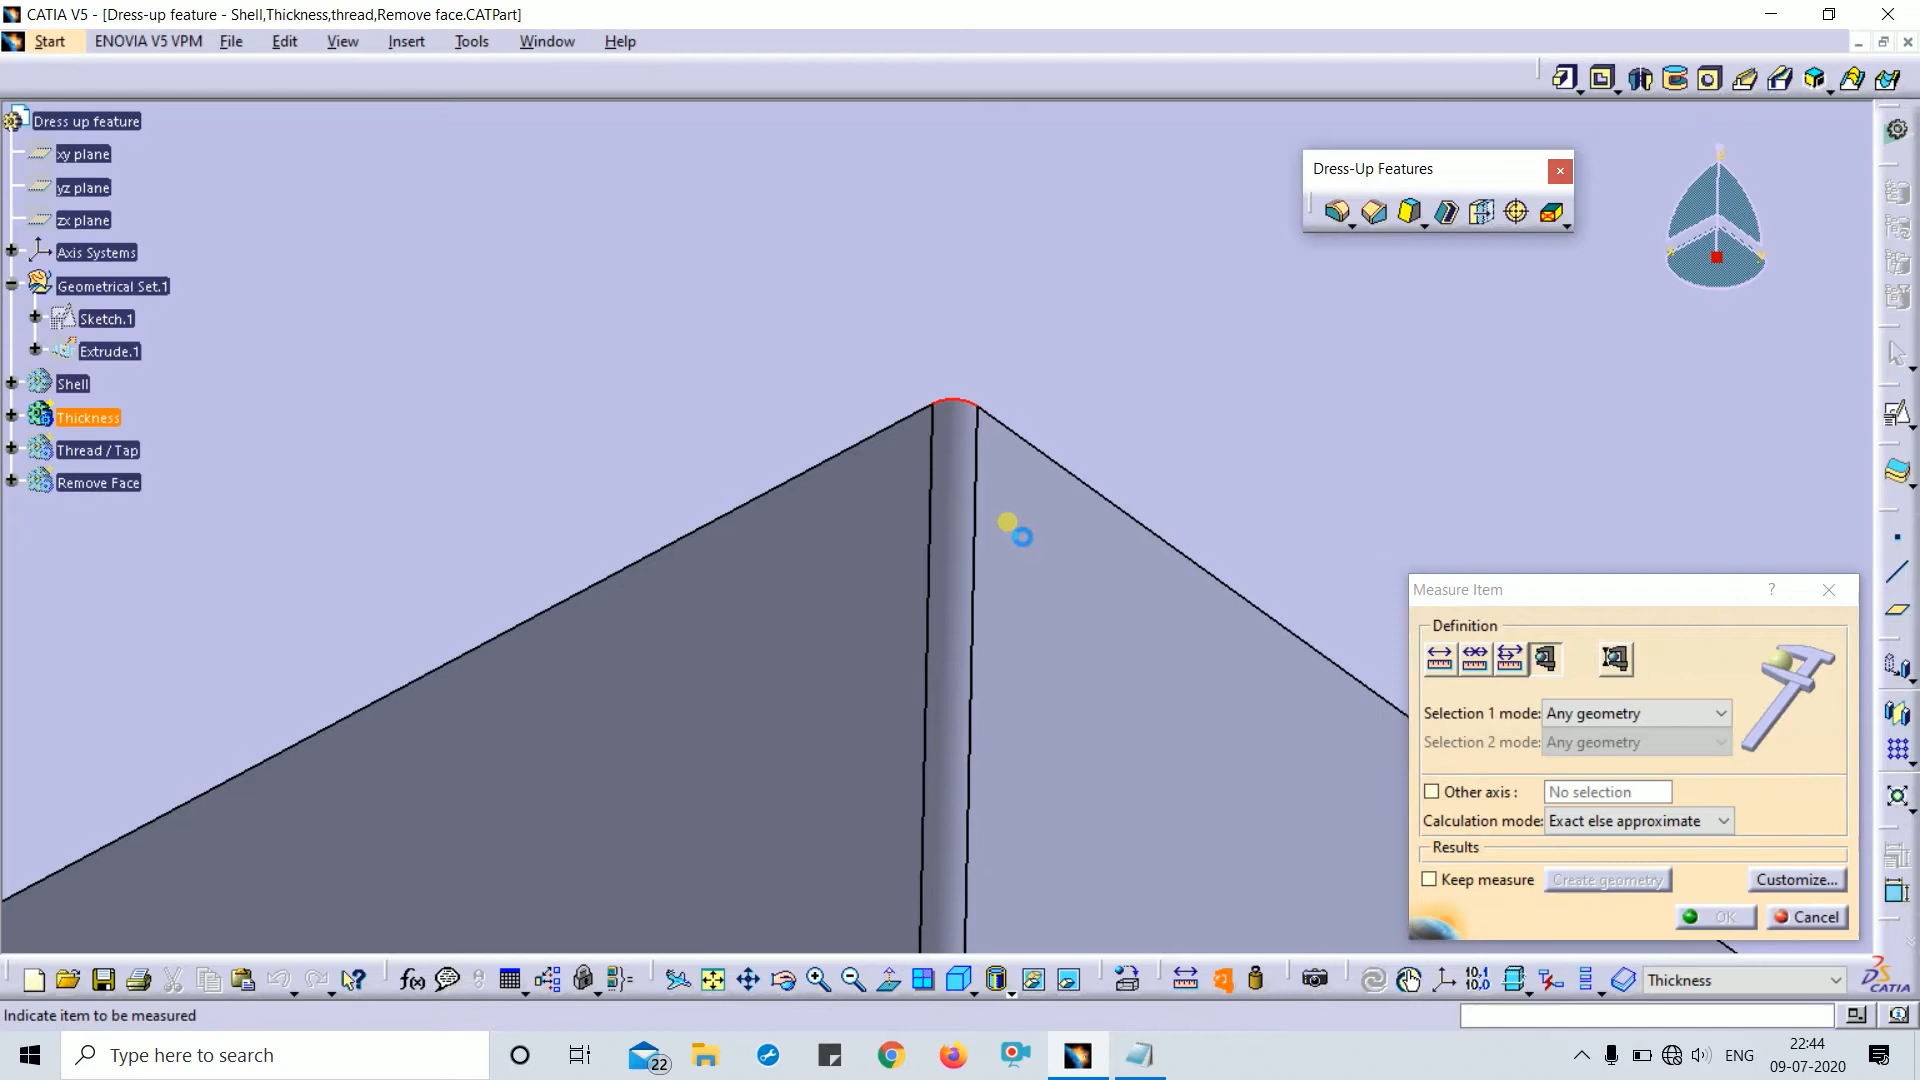 CATIA V5 - [Dress-up feature - Shell,Thickness,thread,Remove face.CATPart]
Start ENOVIA V5 VPM File Edit View Insert Tools Window Help
Dress up feature
xy plane
yz plane
zx plane
Axis Systems
Geometrical Set.1
Sketch.1
Extrude.1
Shell
Thickness
Thread / Tap
Remove Face
Dress-Up Features
Measure Item
Definition
Selection 1 mode: Any geometry
Selection 2 mode: Any geometry
Other axis : No selection
Calculation mode: Exact else approximate
Results
Keep measure Create geometry Customize...
OK Cancel
f(x) 10,1 10,0 Thickness
CATIA
Indicate item to be measured
Type here to search
22
ENG
22:44
09-07-2020